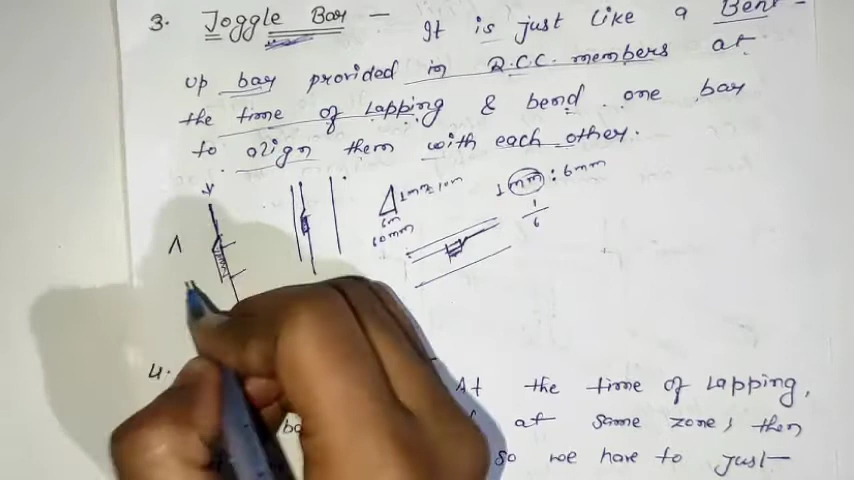 3. Joggle Bar - It is just like a Bent-
up bar provided in R.C.C. members at
the time of Lapping & bend one bar
to align them with each other.
1 mm : 6mm
1
6
4. At the time of Lapping,
at same zone, then
so we have to just